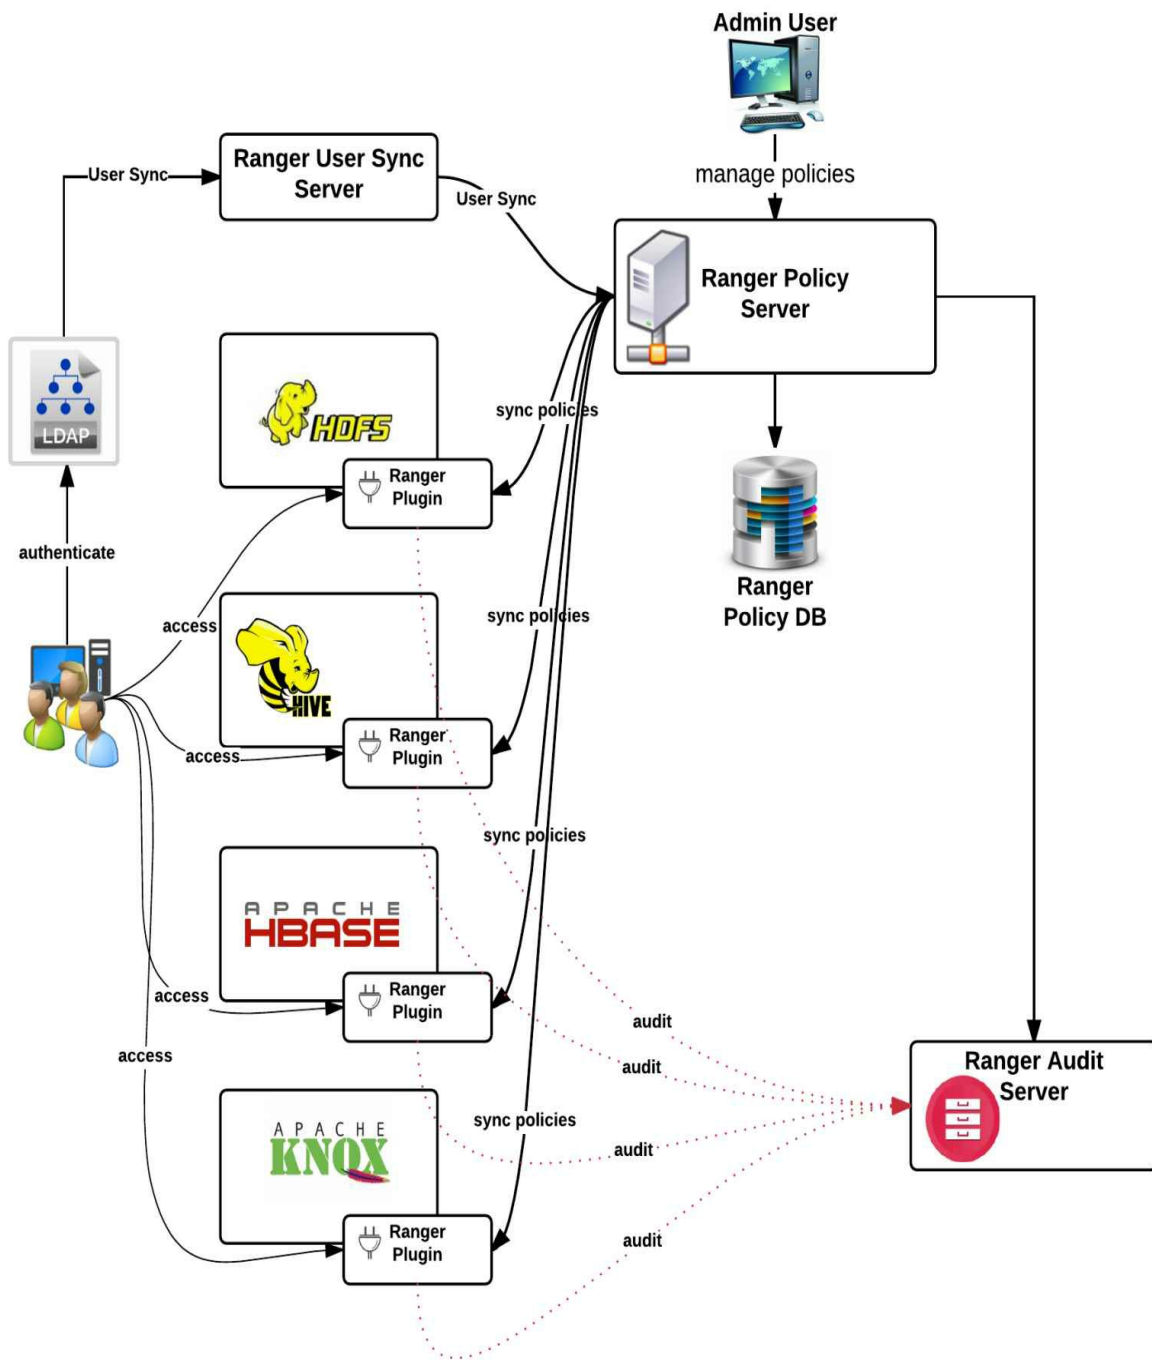 Admin User
manage policies
User Sync
Ranger User Sync
Server
User Sync
Ranger Policy
Server
LDAP
HDFS
Ranger
Plugin
sync policies
authenticate
Ranger
Policy DB
access
HIVE
Ranger
Plugin
sync policies
access
sync policies
APACHE
HBASE
Ranger
Plugin
access
access
audit
audit
audit
audit
Ranger Audit
Server
sync policies
APACHE
KNOX
Ranger
Plugin